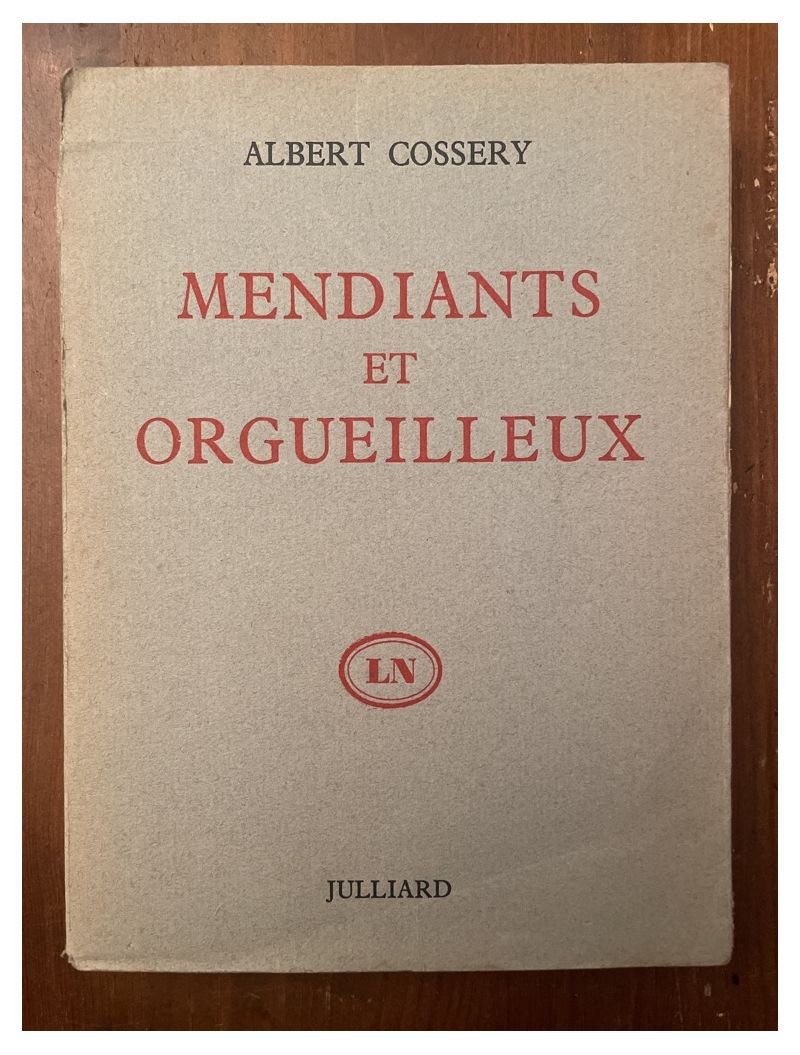 ALBERT COSSERY
MENDIANTS
ET
ORGUEILLEUX
LN
JULLIARD